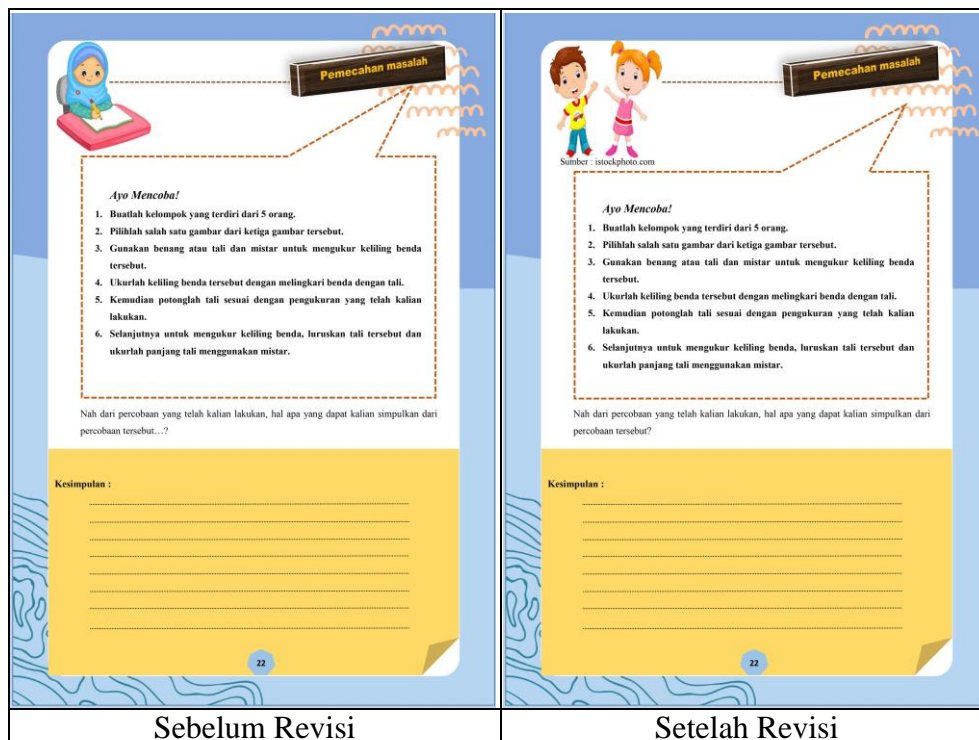 Pemecahan masalah
Ayo Mencoba!
1. Buatlah kelompok yang terdiri dari 5 orang.
2. Pilihlah salah satu gambar dari ketiga gambar tersebut.
3. Gunakan benang atau tali dan mistar untuk mengukur keliling benda
tersebut.
4. Ukurlah keliling benda tersebut dengan melingkari benda dengan tali.
5. Kemudian potonglah tali sesuai dengan pengukuran yang telah kalian
lakukan.
6. Selanjutnya untuk mengukur keliling benda, luruskan tali tersebut dan
ukurlah panjang tali menggunakan mistar.
Nah dari percobaan yang telah kalian lakukan, hal apa yang dapat kalian simpulkan dari
percobaan tersebut…?
Kesimpulan :
22
Sebelum Revisi
Pemecahan masalah
Sumber : istockphoto.com
Ayo Mencoba!
1. Buatlah kelompok yang terdiri dari 5 orang.
2. Pilihlah salah satu gambar dari ketiga gambar tersebut.
3. Gunakan benang atau tali dan mistar untuk mengukur keliling benda
tersebut.
4. Ukurlah keliling benda tersebut dengan melingkari benda dengan tali.
5. Kemudian potonglah tali sesuai dengan pengukuran yang telah kalian
lakukan.
6. Selanjutnya untuk mengukur keliling benda, luruskan tali tersebut dan
ukurlah panjang tali menggunakan mistar.
Nah dari percobaan yang telah kalian lakukan, hal apa yang dapat kalian simpulkan dari
percobaan tersebut?
Kesimpulan :
22
Setelah Revisi